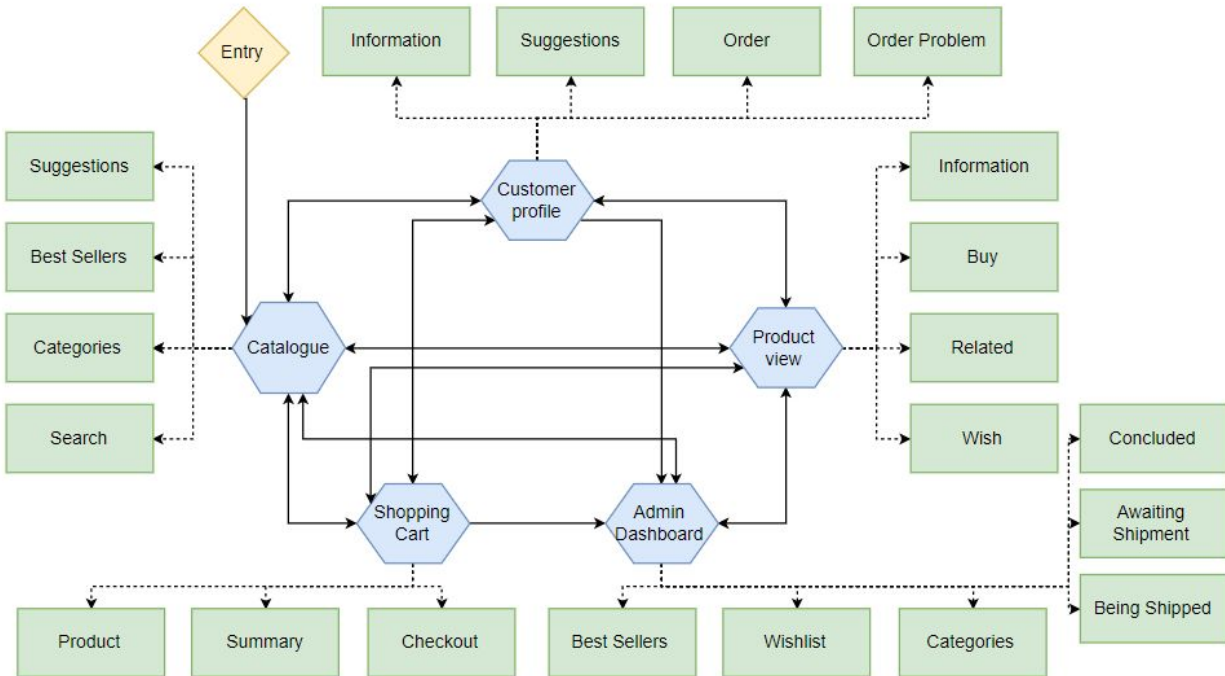 Entry
Information
Suggestions
Order
Order Problem
Suggestions
Best Sellers
Categories
Search
Customer
profile
Catalogue
Product
view
Shopping
Cart
Admin
Dashboard
Information
Buy
Related
Wish
Concluded
Awaiting
Shipment
Being Shipped
Product
Summary
Checkout
Best Sellers
Wishlist
Categories